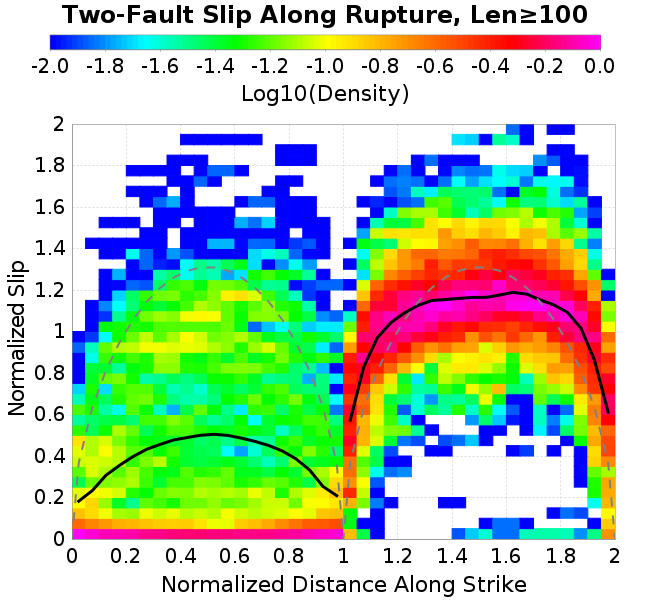 Two-Fault Slip Along Rupture, Len≥100
-2.0 -1.8 -1.6 -1.4 -1.2 -1.0 -0.8 -0.6 -0.4 -0.2 0.0
Log10(Density)
2
1.8
1.6
1.4
1.2
1
0.8
0.6
0.4
0.2
0
Normalized Slip
0 0.2 0.4 0.6 0.8 1 1.2 1.4 1.6 1.8 2
Normalized Distance Along Strike